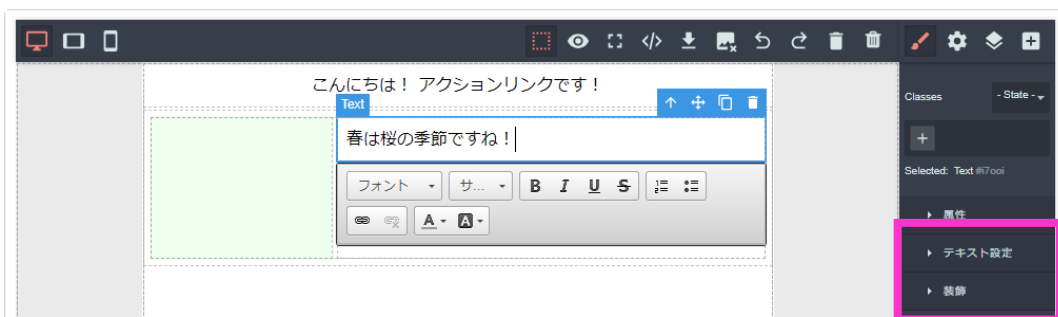 こんにちは！ アクションリンクです！
Text
春は桜の季節ですね！
フォント
サ...
B I U S
A A
Classes
- State -
+
Selected: Text #i7ooi
属性
テキスト設定
装飾